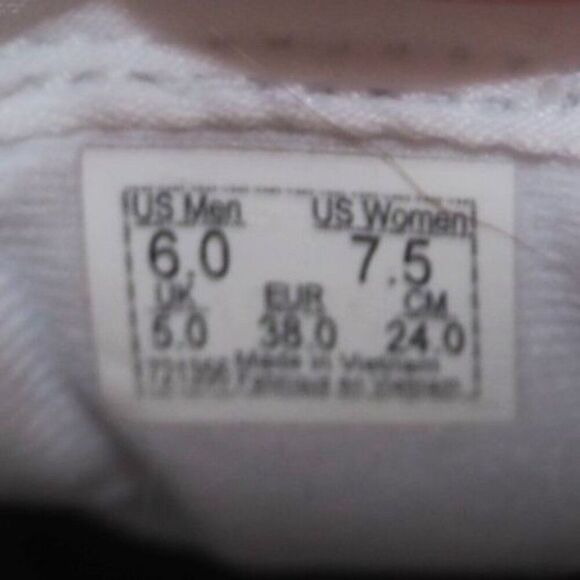 US Men US Women
6.0 7.5
UK EUR CM
5.0 38.0 24.0
Made in Vietnam